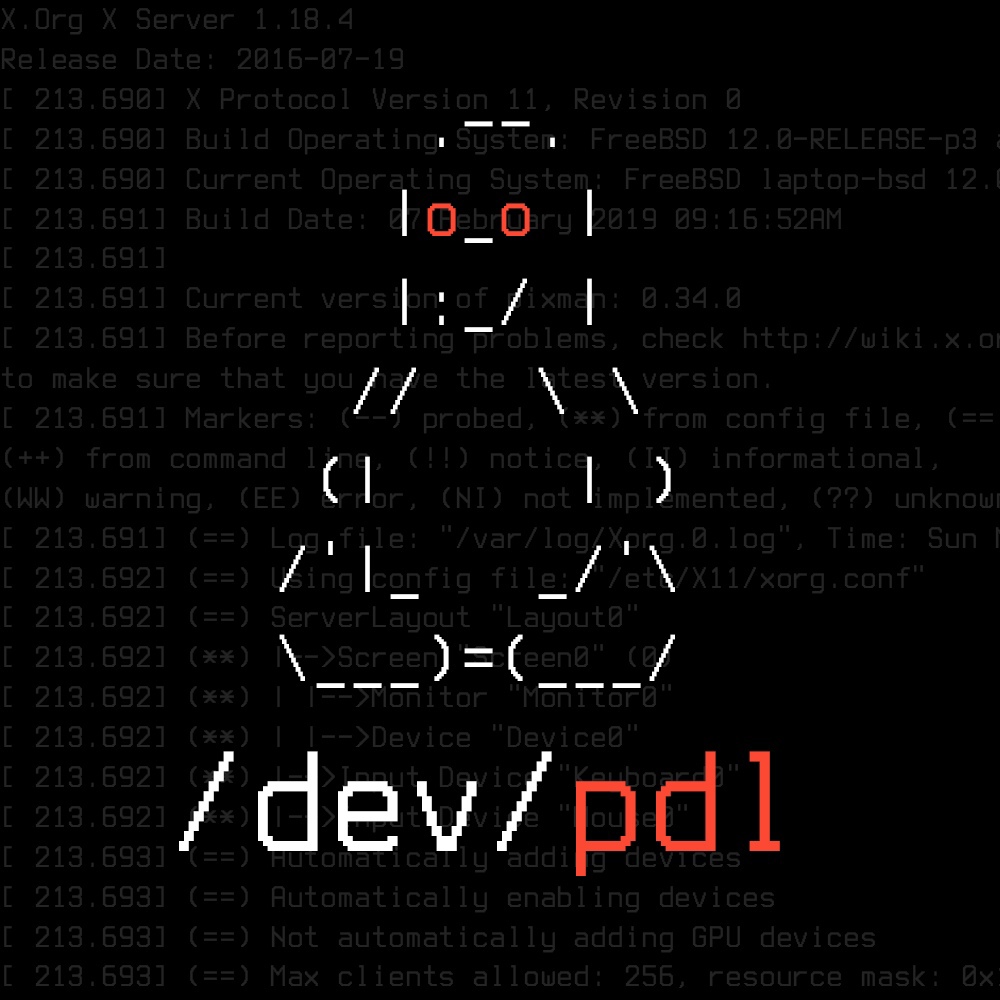 X.Org X Server 1.18.4
Release Date: 2016-07-19
[ 213.690] X Protocol Version 11, Revision 0
[ 213.690] Build Operating System: FreeBSD 12.0-RELEASE-p3
[ 213.690] Current Operating System: FreeBSD laptop-bsd 12.0
[ 213.691] Build Date: 07 February 2019 09:16:52AM
[ 213.691]
[ 213.691] Current version of pixman: 0.34.0
[ 213.691] Before reporting problems, check http://wiki.x.or
to make sure that you have the latest version.
[ 213.691] Markers: (--) probed, (**) from config file, (==
(++) from command line, (!!) notice, (II) informational,
(WW) warning, (EE) error, (NI) not implemented, (??) unknown
[ 213.691] (==) Log file: "/var/log/Xorg.0.log", Time: Sun
[ 213.692] (==) Using config file: "/etc/X11/xorg.conf"
[ 213.692] (==) ServerLayout "Layout0"
[ 213.692] (**) |-->Screen "Screen0" (0
[ 213.692] (**) | |-->Monitor "Monitor0"
[ 213.692] (**) | |-->Device "Device0"
[ 213.692] (**) |-->Input Device "Keyboard0"
/dev/pdl
[ 213.692] (**) |-->Input Device "Mouse0"
[ 213.693] (==) Automatically adding devices
[ 213.693] (==) Automatically enabling devices
[ 213.693] (==) Not automatically adding GPU devices
[ 213.693] (==) Max clients allowed: 256, resource mask: 0x